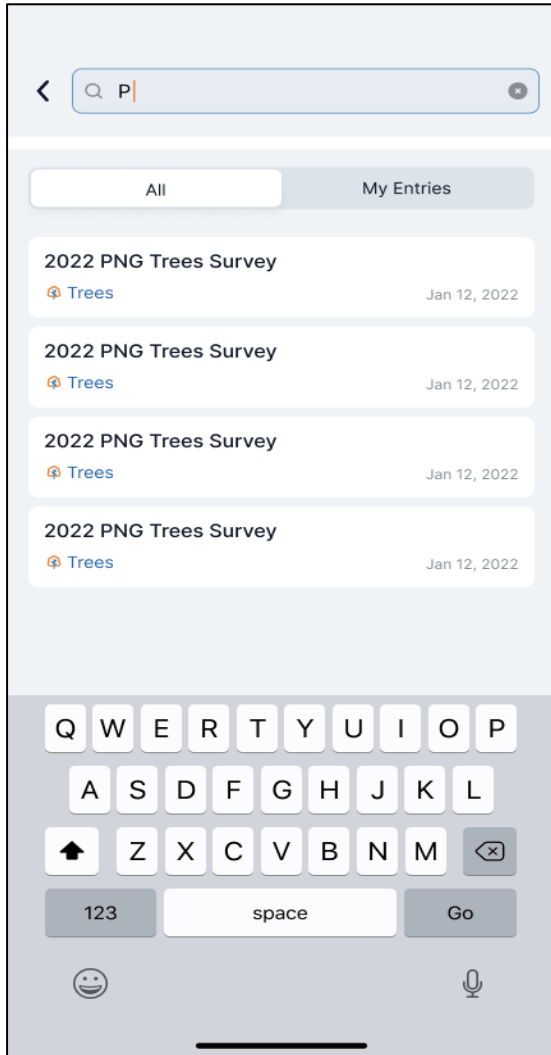 P
All My Entries
2022 PNG Trees Survey
Trees Jan 12, 2022
2022 PNG Trees Survey
Trees Jan 12, 2022
2022 PNG Trees Survey
Trees Jan 12, 2022
2022 PNG Trees Survey
Trees Jan 12, 2022
Q W E R T Y U I O P
A S D F G H J K L
Z X C V B N M
123 space Go